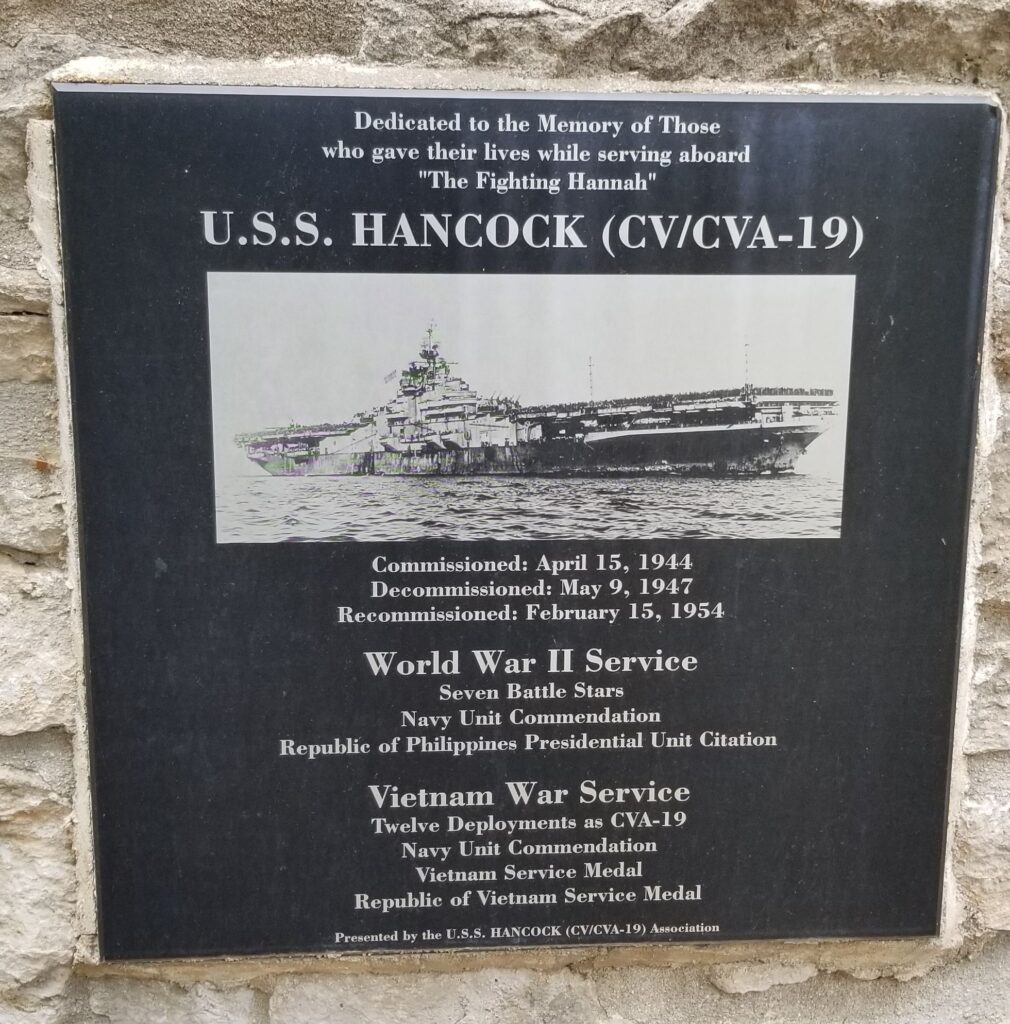 Dedicated to the Memory of Those
who gave their lives while serving aboard
"The Fighting Hannah"
U.S.S. HANCOCK (CV/CVA-19)
Commissioned: April 15, 1944
Decommissioned: May 9, 1947
Recommissioned: February 15, 1954
World War II Service
Seven Battle Stars
Navy Unit Commendation
Republic of Philippines Presidential Unit Citation
Vietnam War Service
Twelve Deployments as CVA-19
Navy Unit Commendation
Vietnam Service Medal
Republic of Vietnam Service Medal
Presented by the U.S.S. HANCOCK (CV/CVA-19) Association